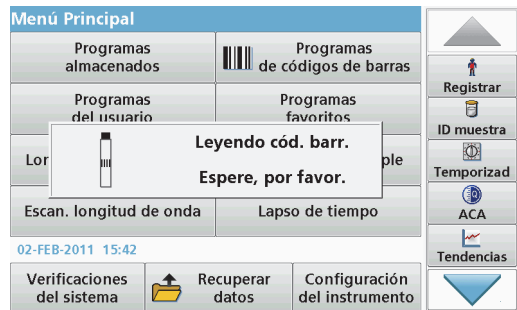 Menú Principal
Programas
almacenados
Programas
de códigos de barras
Programas
del usuario
Programas
favoritos
Leyendo cód. barr.
Espere, por favor.
Escan. longitud de onda
Lapso de tiempo
02-FEB-2011 15:42
Verificaciones
del sistema
Recuperar
datos
Configuración
del instrumento
Registrar
ID muestra
Temporizad
ACA
Tendencias